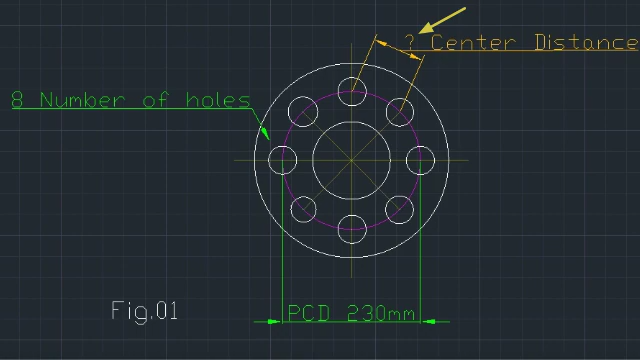 ? Center Distance
8 Number of holes
Fig.01
PCD 230mm